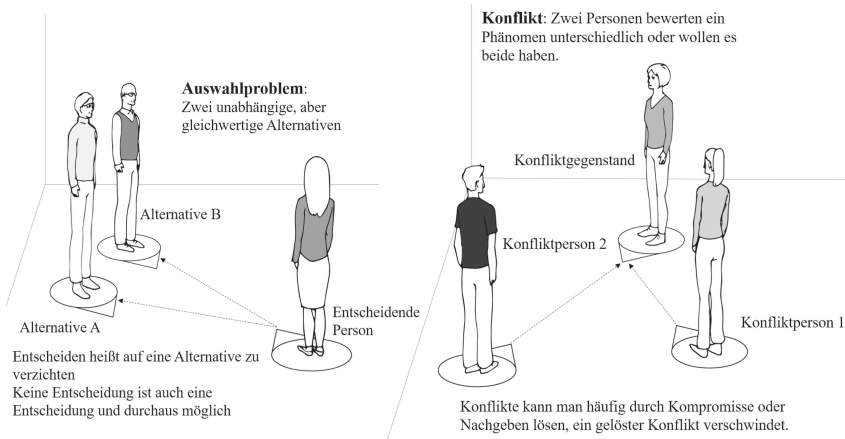 Auswahlproblem:
Zwei unabhängige, aber
gleichwertige Alternativen
Alternative B
Alternative A
Entscheidende
Person
Entscheiden heißt auf eine Alternative zu
verzichten
Keine Entscheidung ist auch eine
Entscheidung und durchaus möglich
Konflikt: Zwei Personen bewerten ein
Phänomen unterschiedlich oder wollen es
beide haben.
Konfliktgegenstand
Konfliktperson 2
Konfliktperson 1
Konflikte kann man häufig durch Kompromisse oder
Nachgeben lösen, ein gelöster Konflikt verschwindet.